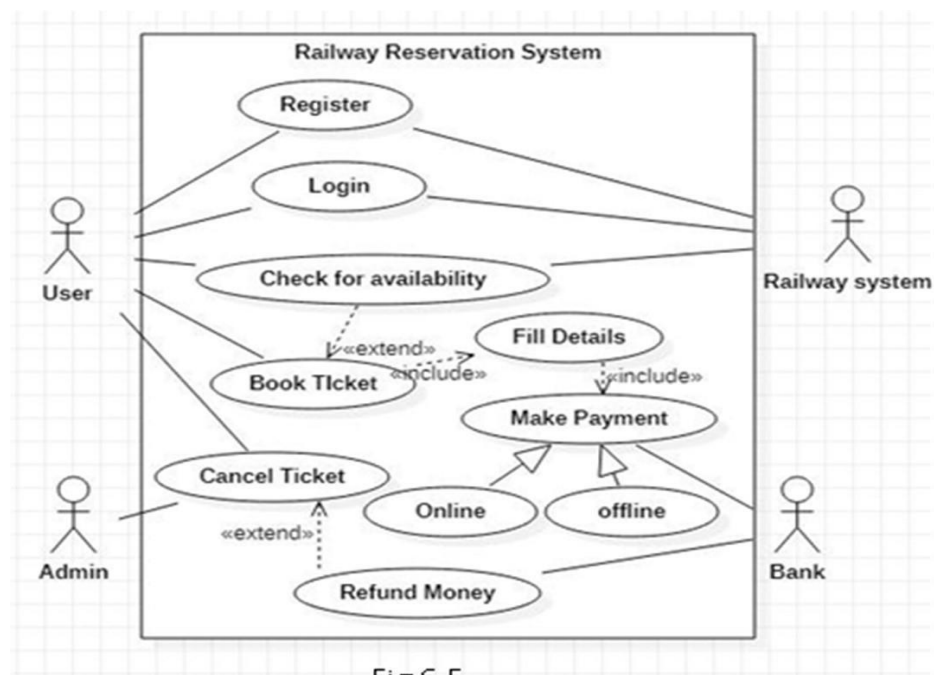 Railway Reservation System
Register
Login
Check for availability
User
Railway system
«extend»
Fill Details
Book TIcket
«include»
«include»
Make Payment
Cancel Ticket
Online
offline
«extend»
Admin
Bank
Refund Money